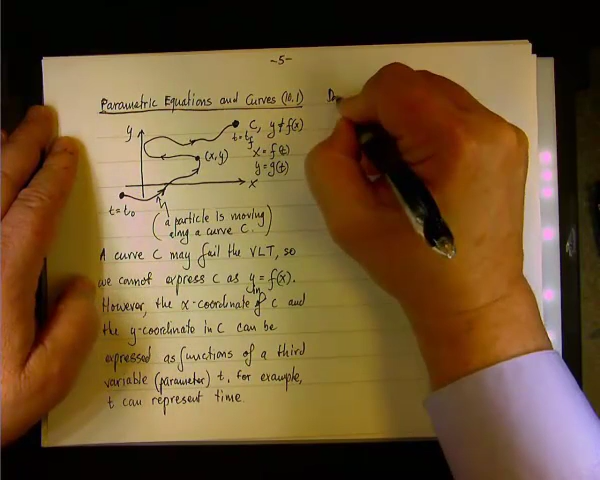 ~5-
Parametric Equations and Curves (10.1)
y
C, y≠f(x)
t=t_f
x=f(t)
(x,y)
y=g(t)
x
t=t₀
(a particle is moving
along a curve C.)
A curve C may fail the VLT, so
we cannot express C as y=f(x).
However, the x-coordinate in C and
the y-coordinate in C can be
expressed as functions of a third
variable (parameter) t. For example,
t can represent time.